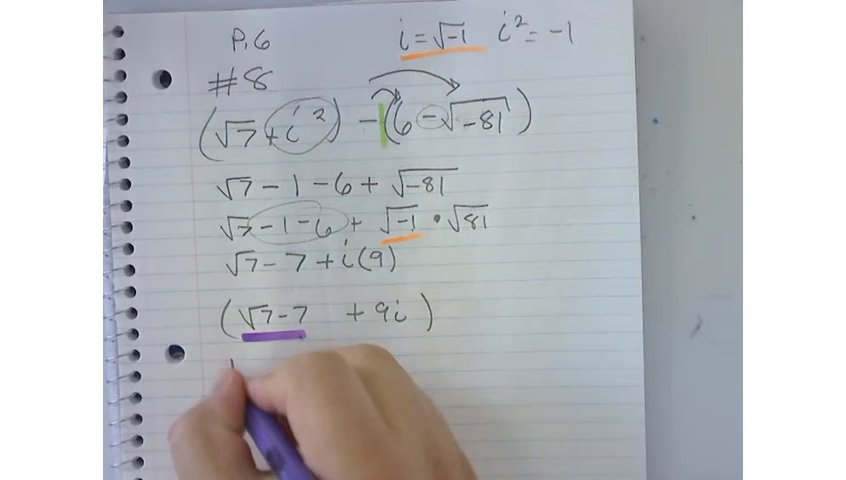 P.6 i = √-1 i² = -1
#8
(√7 + i²) - 1(6 - √-81)
√7 - 1 - 6 + √-81
√7 - 1 - 6 + √-1 · √81
√7 - 7 + i(9)
(√7 - 7 + 9i)